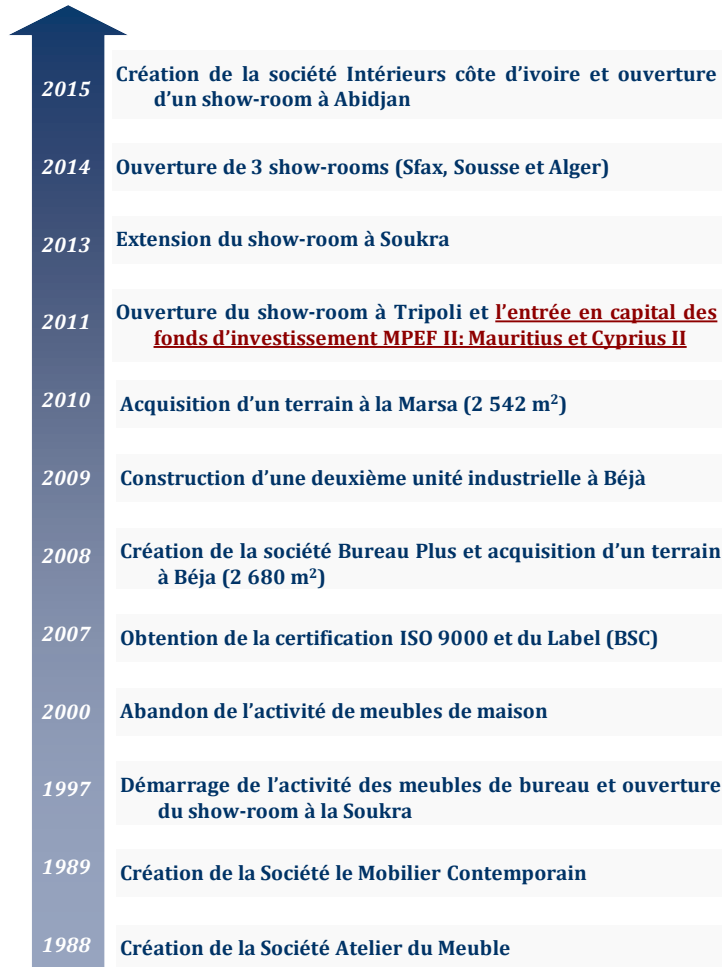 2015
Création de la société Intérieurs côte d’ivoire et ouverture
d’un show-room à Abidjan
2014
Ouverture de 3 show-rooms (Sfax, Sousse et Alger)
2013
Extension du show-room à Soukra
2011
Ouverture du show-room à Tripoli et l’entrée en capital des
fonds d’investissement MPEF II: Mauritius et Cyprius II
2010
Acquisition d’un terrain à la Marsa (2 542 m²)
2009
Construction d’une deuxième unité industrielle à Béjà
2008
Création de la société Bureau Plus et acquisition d’un terrain
à Béja (2 680 m²)
2007
Obtention de la certification ISO 9000 et du Label (BSC)
2000
Abandon de l’activité de meubles de maison
1997
Démarrage de l’activité des meubles de bureau et ouverture
du show-room à la Soukra
1989
Création de la Société le Mobilier Contemporain
1988
Création de la Société Atelier du Meuble